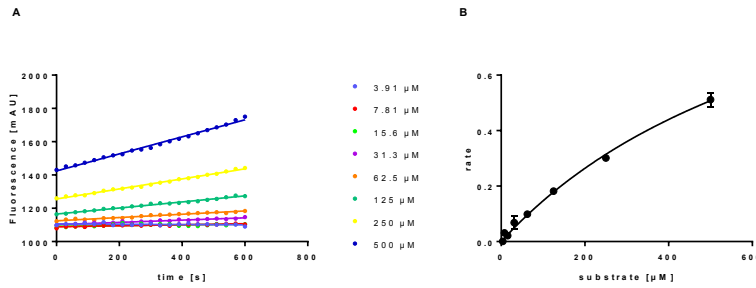 A
B
2000
1800
1600
1400
1200
1000
Fluorescence [mAU]
0
200
400
600
800
time [s]
3.91 µM
7.81 µM
15.6 µM
31.3 µM
62.5 µM
125 µM
250 µM
500 µM
0.6
0.4
0.2
0.0
rate
0
200
400
substrate [µM]